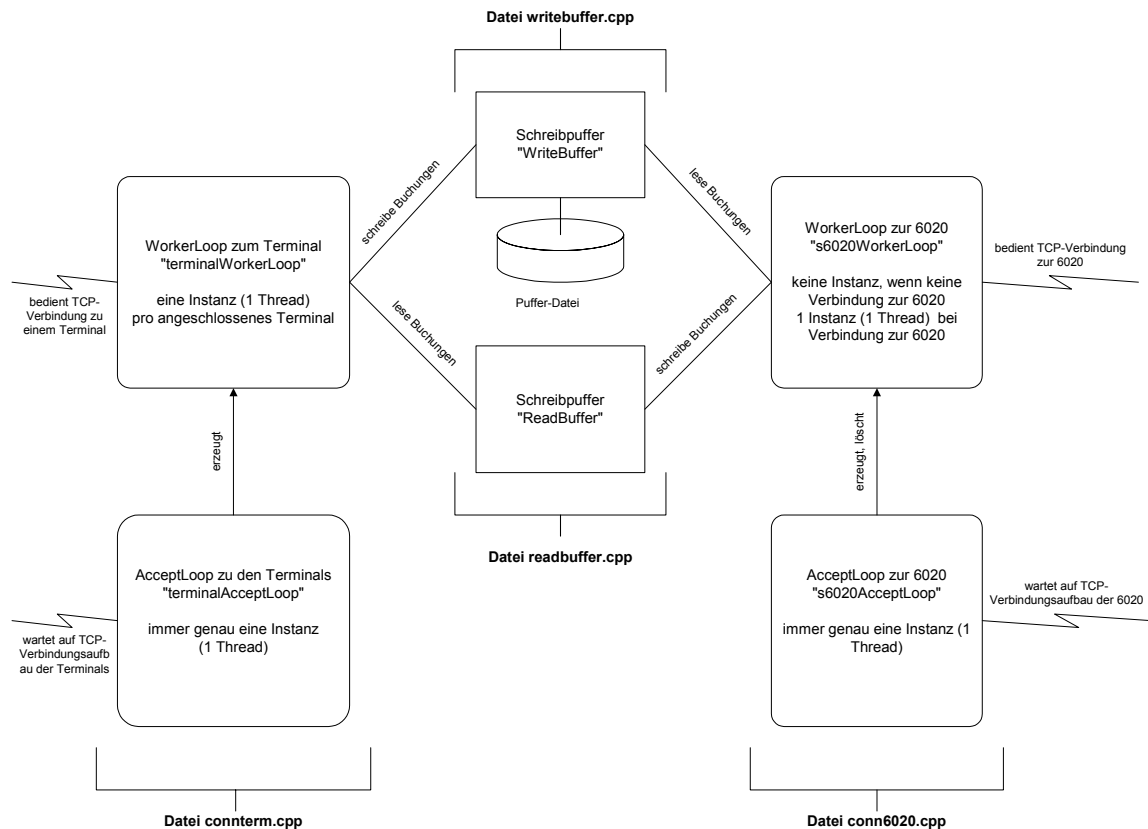 Datei writebuffer.cpp
Schreibpuffer
"WriteBuffer"
schreibe Buchungen
lese Buchungen
WorkerLoop zum Terminal
"terminalWorkerLoop"
eine Instanz (1 Thread)
pro angeschlossenes Terminal
bedient TCP-
Verbindung zu
einem Terminal
Puffer-Datei
WorkerLoop zur 6020
"s6020WorkerLoop"
keine Instanz, wenn keine
Verbindung zur 6020
1 Instanz (1 Thread)  bei
Verbindung zur 6020
bedient TCP-Verbindung
zur 6020
lese Buchungen
schreibe Buchungen
Schreibpuffer
"ReadBuffer"
erzeugt
erzeugt, löscht
Datei readbuffer.cpp
AcceptLoop zu den Terminals
"terminalAcceptLoop"
immer genau eine Instanz
(1 Thread)
wartet auf TCP-
Verbindungsaufb
au der Terminals
AcceptLoop zur 6020
"s6020AcceptLoop"
immer genau eine Instanz (1
Thread)
wartet auf TCP-
Verbindungsaufbau der 6020
Datei connterm.cpp
Datei conn6020.cpp